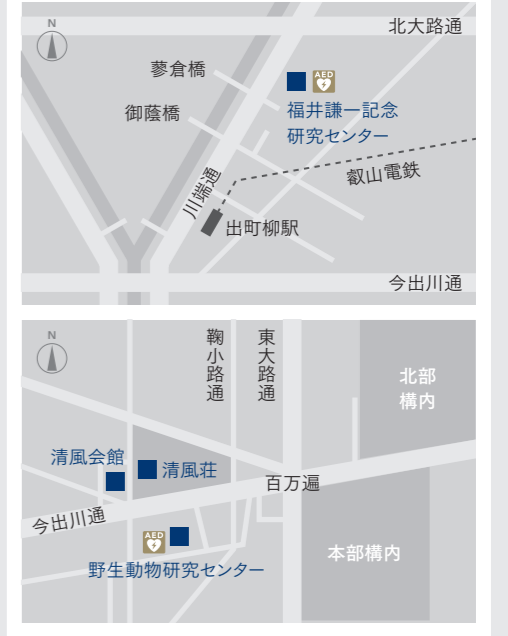 N
北大路通
蓼倉橋
AED
御蔭橋
福井謙一記念
研究センター
叡山電鉄
川端通
出町柳駅
今出川通
N
鞠小路通
東大路通
北部
構内
清風会館
清風荘
百万遍
今出川通
AED
本部構内
野生動物研究センター